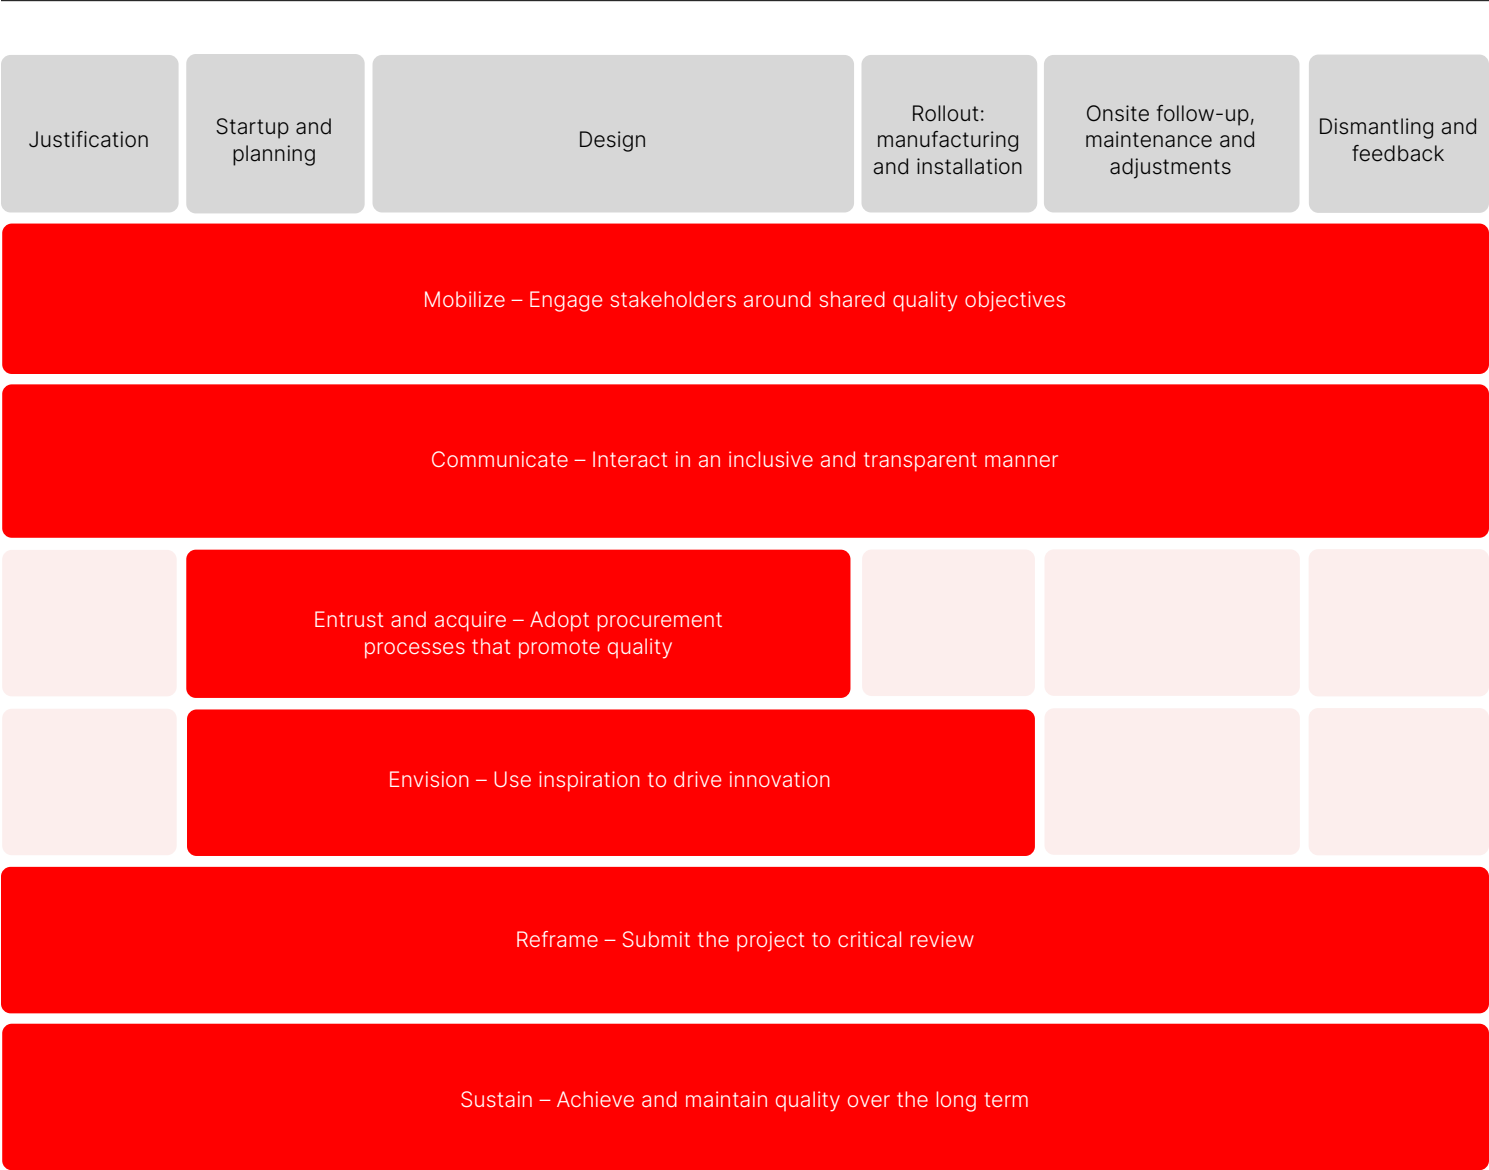 Justification
Startup and
planning
Design
Rollout:
manufacturing
and installation
Onsite follow-up,
maintenance and
adjustments
Dismantling and
feedback
Mobilize – Engage stakeholders around shared quality objectives
Communicate – Interact in an inclusive and transparent manner
Entrust and acquire – Adopt procurement
processes that promote quality
Envision – Use inspiration to drive innovation
Reframe – Submit the project to critical review
Sustain – Achieve and maintain quality over the long term